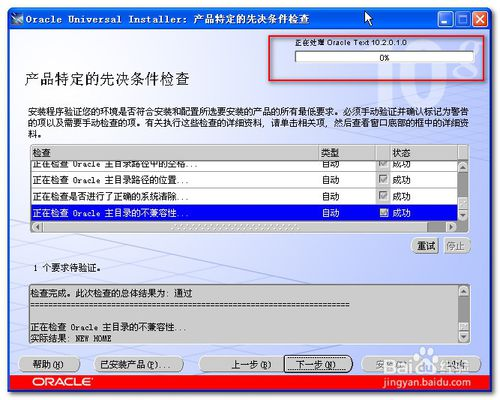 Oracle Universal Installer: 产品特定的先决条件检查
正在处理 Oracle Text 10.2.0.1.0
0%
10g
产品特定的先决条件检查
安装程序验证您的环境是否符合安装和配置所选要安装的产品的所有最低要求。必须手动验证并确认标记为警告
的项以及需要手动检查的项。有关执行这些检查的详细资料, 请单击相关项, 然后查看窗口底部的框中的详细资
料。
检查 类型 状态
正在检查 Oracle 主目录路径中的空格... 自动 成功
正在检查 Oracle 主目录路径的位置... 自动 成功
正在检查是否进行了正确的系统清除... 自动 成功
正在检查 Oracle 主目录的不兼容性... 自动 成功
重试 停止
1 个要求待验证。
检查完成。此次检查的总体结果为: 通过
正在检查 Oracle 主目录的不兼容性...
实际结果: NEW HOME
帮助(H) 已安装产品(P)... 上一步(B) 下一步(N)
ORACLE
Baidu 经验
jingyan.baidu.com